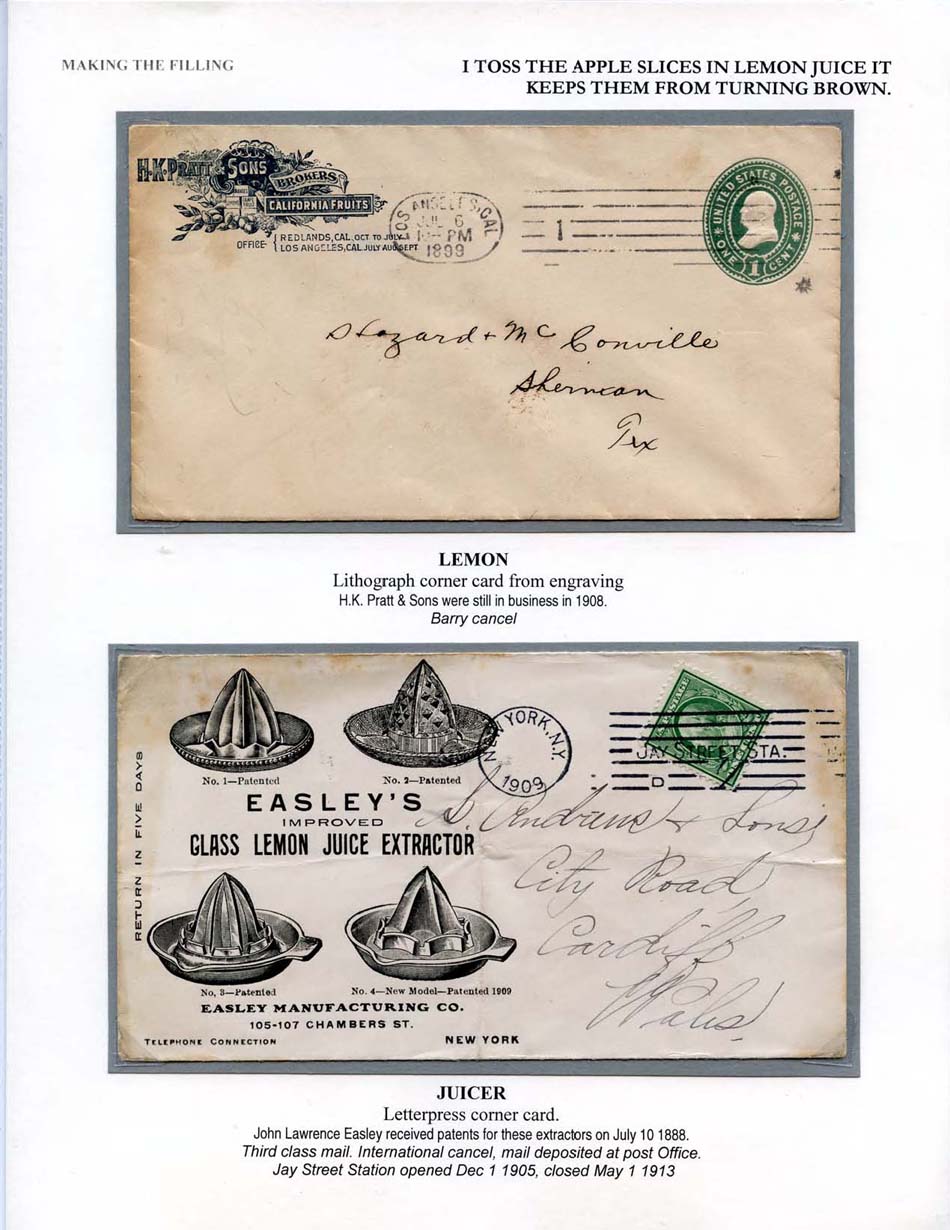 MAKING THE FILLING
I TOSS THE APPLE SLICES IN LEMON JUICE IT
KEEPS THEM FROM TURNING BROWN.
H.K. PRATT & SONS
BROKERS
CALIFORNIA FRUITS
OFFICE- { REDLANDS, CAL. OCT TO JULY
LOS ANGELES, CAL. JULY AUG SEPT
LOS ANGELES, CAL
JUL 6
PM
1899
1
UNITED STATES POSTAGE
ONE 1 CENT
Hazard + Mc Conville
Sherman
Tex
LEMON
Lithograph corner card from engraving
H.K. Pratt & Sons were still in business in 1908.
Barry cancel
RETURN IN FIVE DAYS
No. 1—Patented
No. 2—Patented
EASLEY'S
IMPROVED
GLASS LEMON JUICE EXTRACTOR
No. 3—Patented
No. 4—New Model—Patented 1909
EASLEY MANUFACTURING CO.
105-107 CHAMBERS ST.
TELEPHONE CONNECTION
NEW YORK
NEW YORK, N.Y.
1909
POSTAGE
JAY STREET STA.
D
& Sons
City Road
Cardiff
Wales
JUICER
Letterpress corner card.
John Lawrence Easley received patents for these extractors on July 10 1888.
Third class mail. International cancel, mail deposited at post Office.
Jay Street Station opened Dec 1 1905, closed May 1 1913